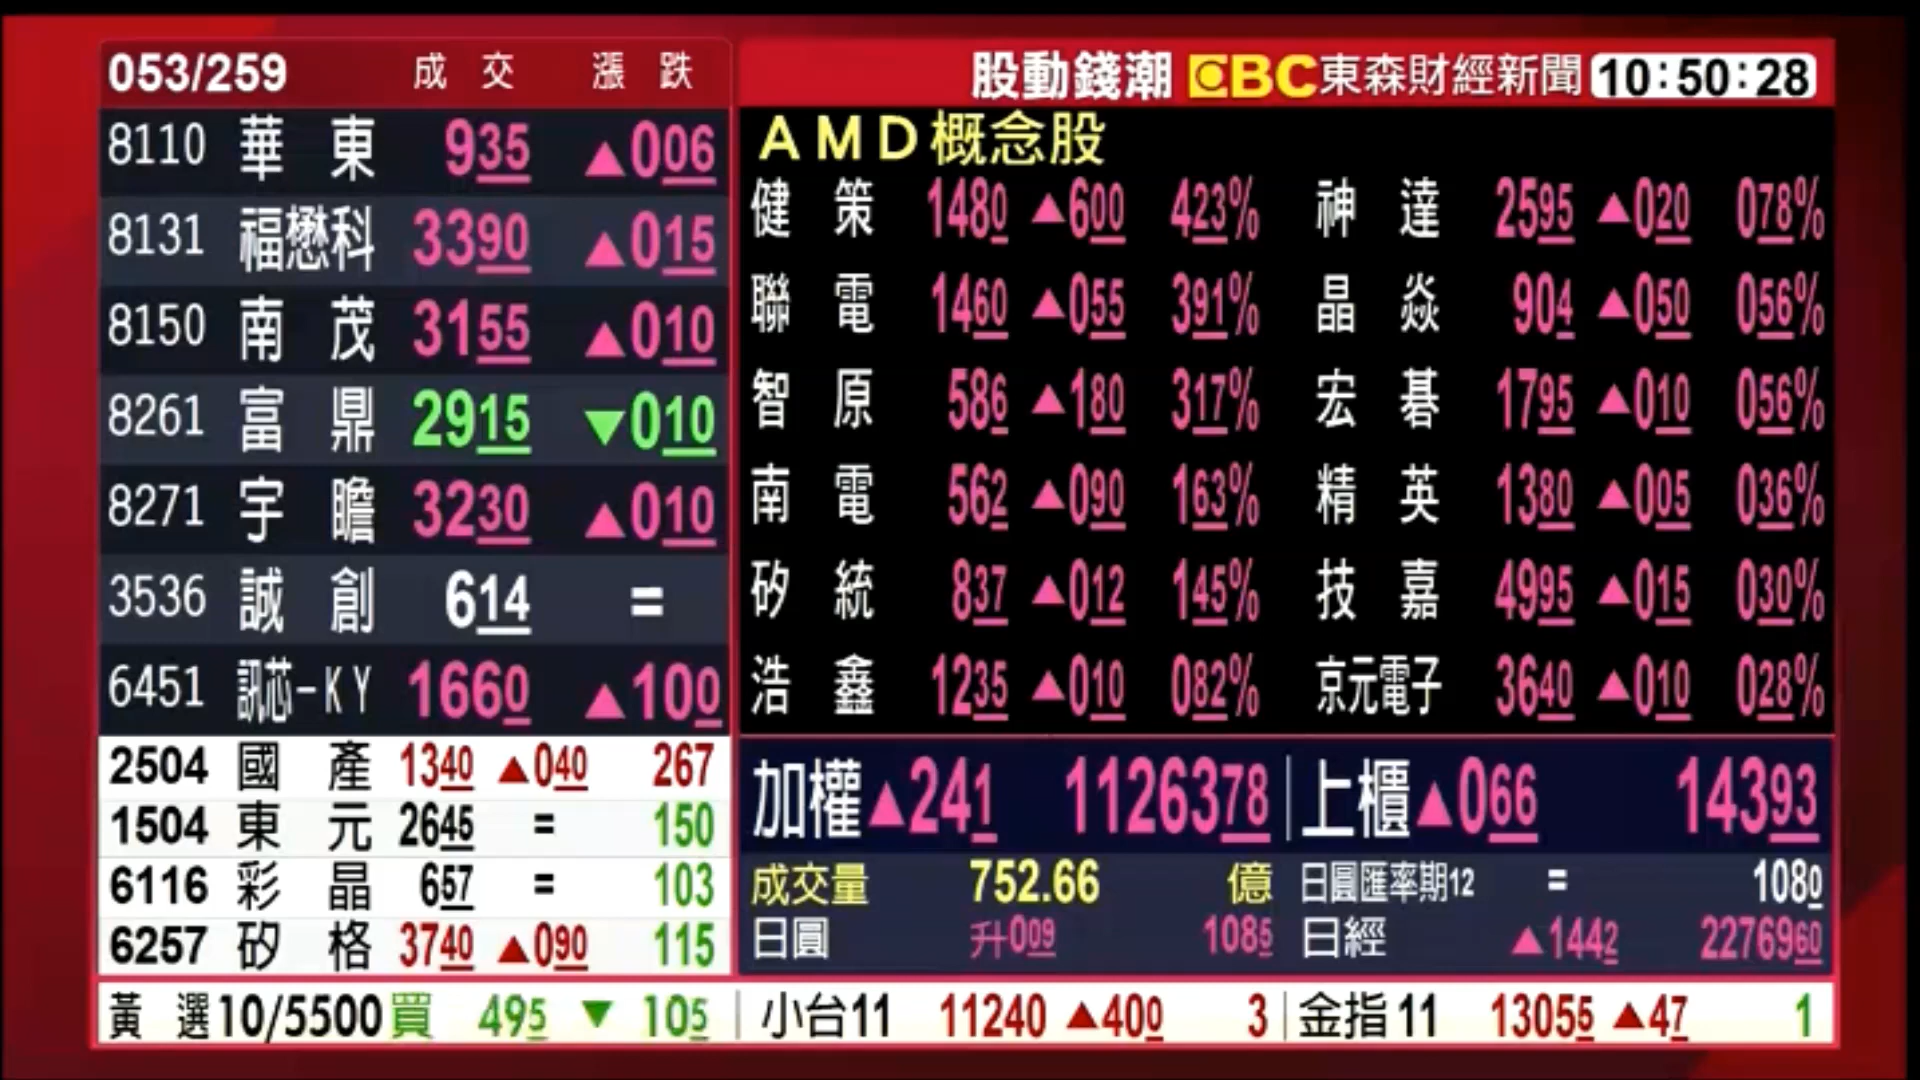 053/259 成交 漲跌
8110 華東 935 ▲006
8131 福懋科 3390 ▲015
8150 南茂 3155 ▲010
8261 富鼎 2915 ▼010
8271 宇瞻 3230 ▲010
3536 誠創 614 =
6451 訊芯-KY 1660 ▲100
2504 國產 1340 ▲040 267
1504 東元 2645 = 150
6116 彩晶 657 = 103
6257 矽格 3740 ▲090 115
股動錢潮 EBC東森財經新聞 10:50:28
AMD概念股
健策 1480 ▲600 423% 神達 2595 ▲020 078%
聯電 1460 ▲055 391% 晶焱 904 ▲050 056%
智原 586 ▲180 317% 宏碁 1795 ▲010 056%
南電 562 ▲090 163% 精英 1380 ▲005 036%
矽統 837 ▲012 145% 技嘉 4995 ▲015 030%
浩鑫 1235 ▲010 082% 京元電子 3640 ▲010 028%
加權▲241 1126378 上櫃▲066 14393
成交量 752.66 億 日圓匯率期12 = 1080
日圓 升009 1085 日經 ▲1442 2276960
黃選10/5500買 495 ▼ 105 小台11 11240 ▲400 3 金指11 13055 ▲47 1